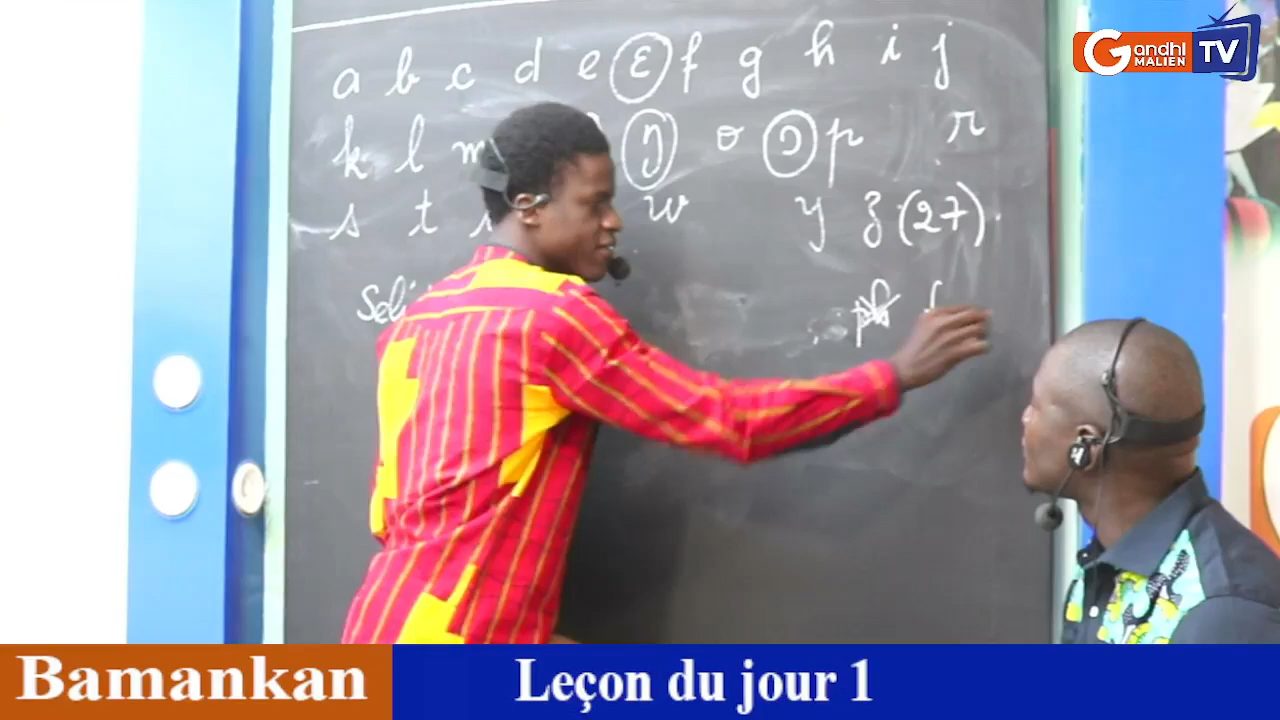 Gandhi
MALIEN TV
a b c d e ɛ f g h i j
k l m ŋ o ɔ p r
s t w y z (27)
Bamankan Leçon du jour 1